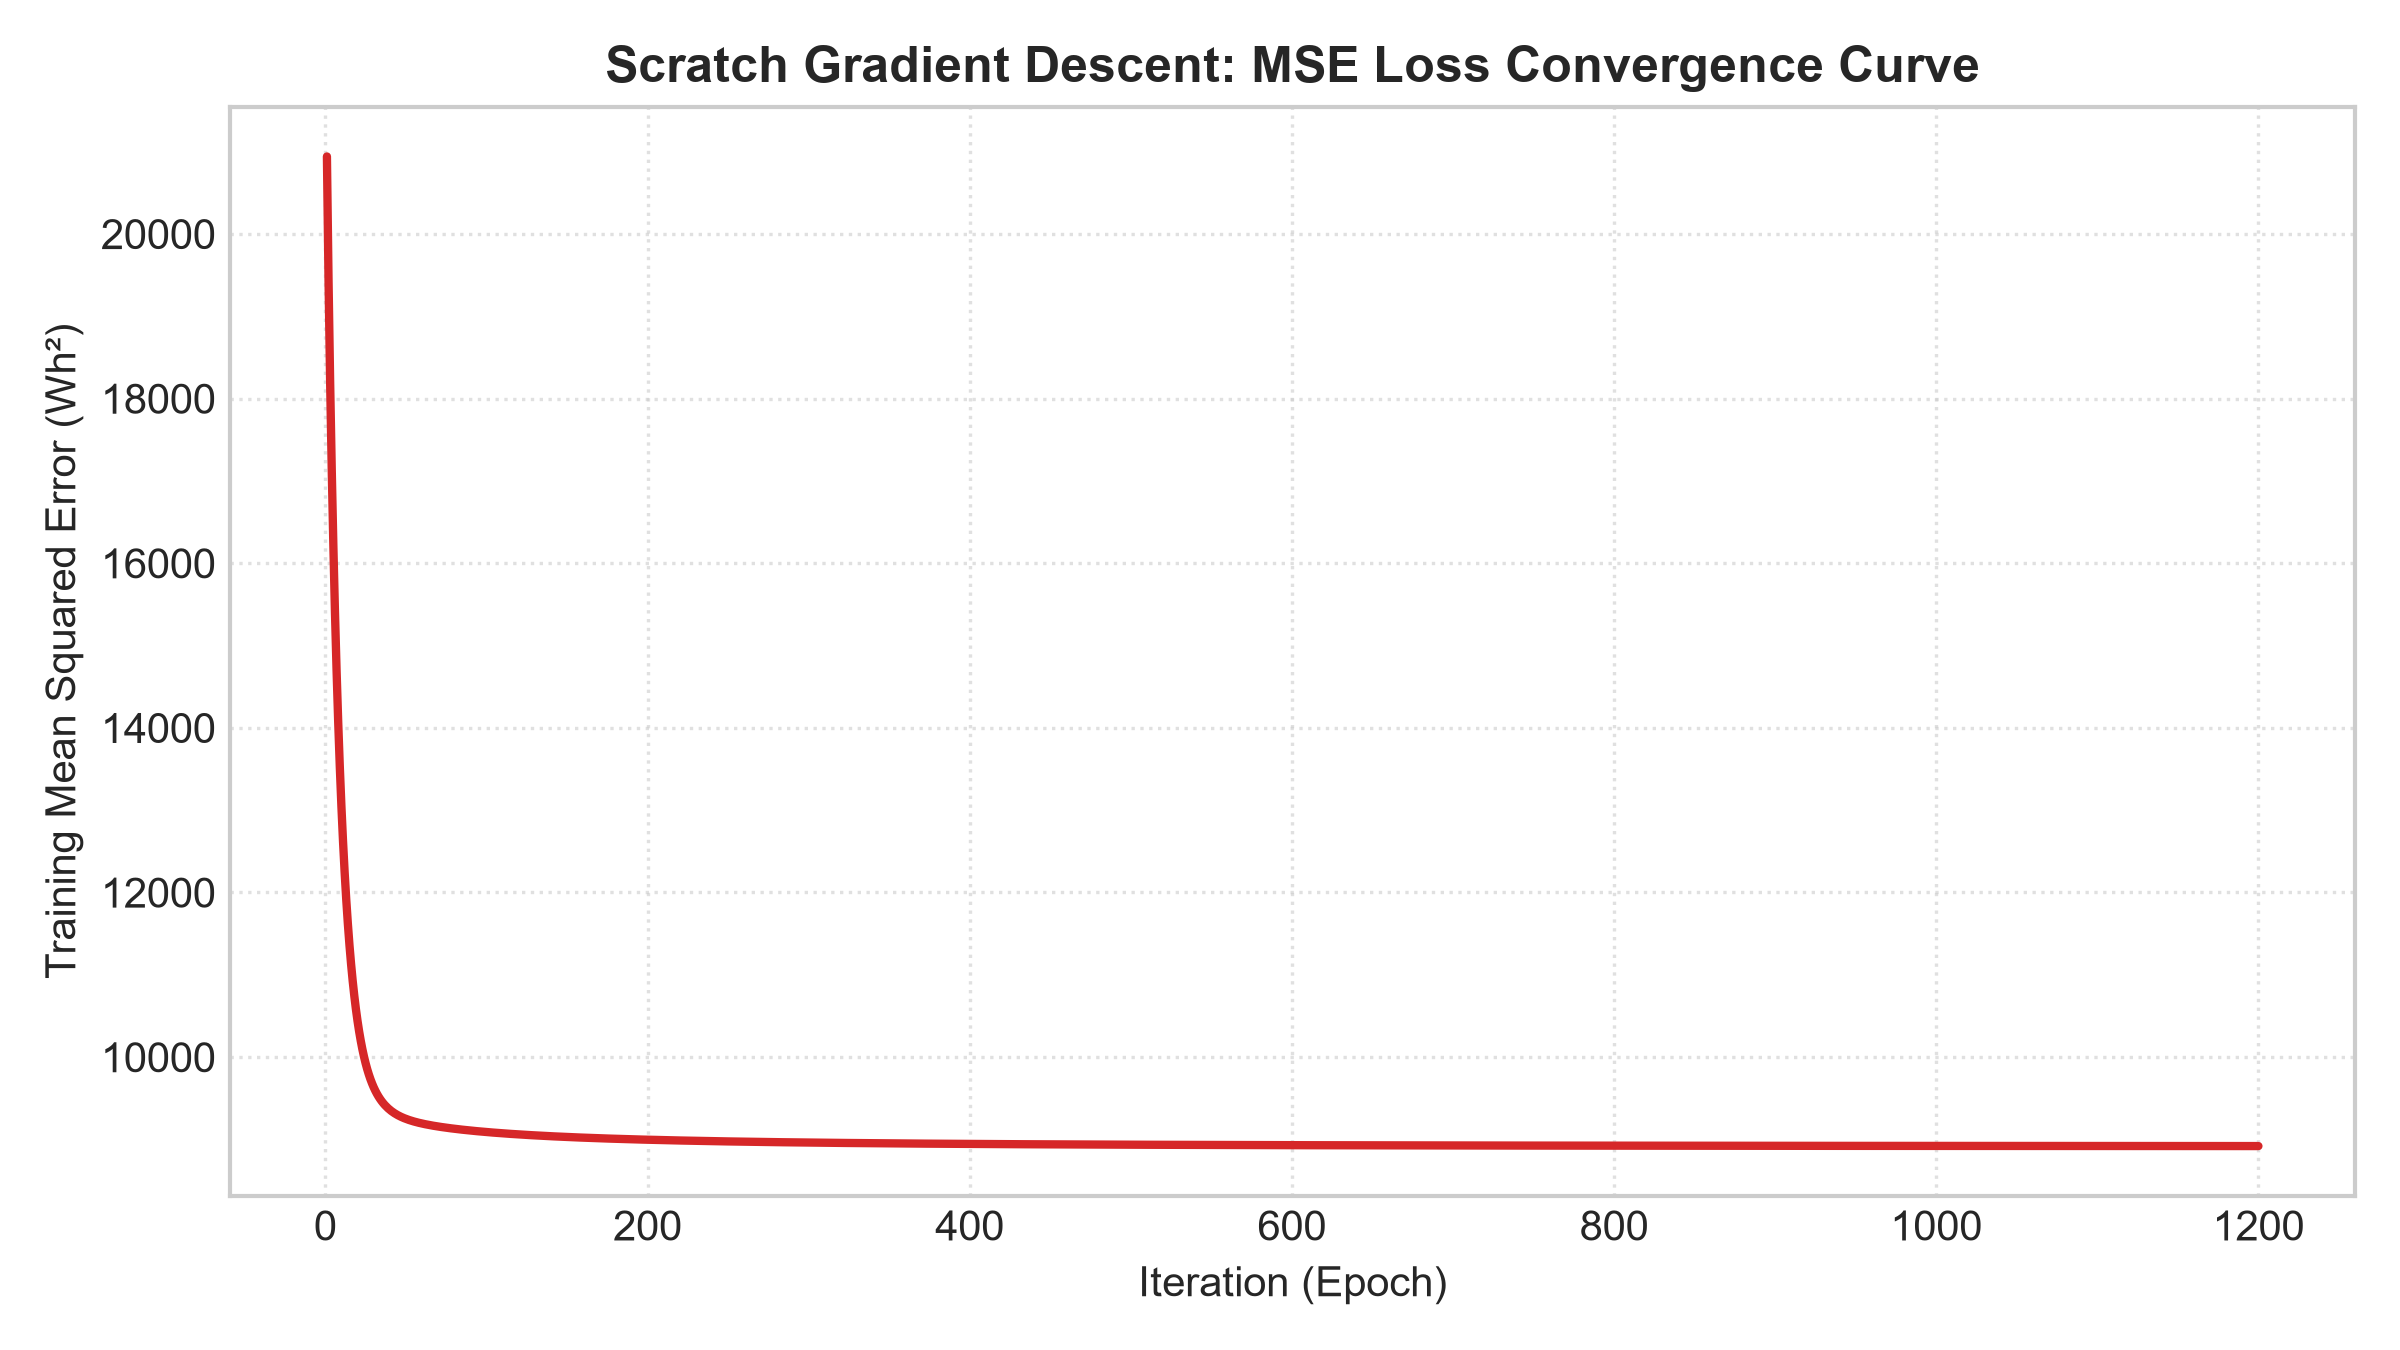 Scratch Gradient Descent: MSE Loss Convergence Curve
Training Mean Squared Error (Wh²)
20000
18000
16000
14000
12000
10000
0 200 400 600 800 1000 1200
Iteration (Epoch)